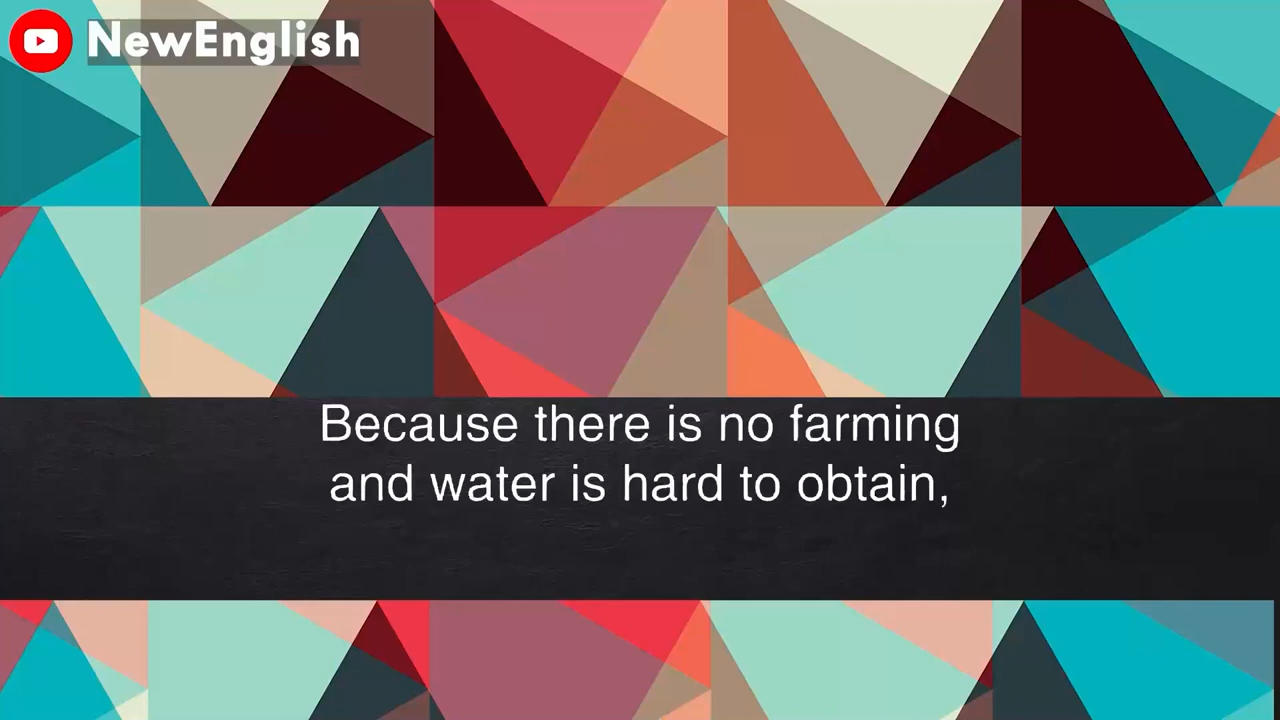 NewEnglish
Because there is no farming
and water is hard to obtain,